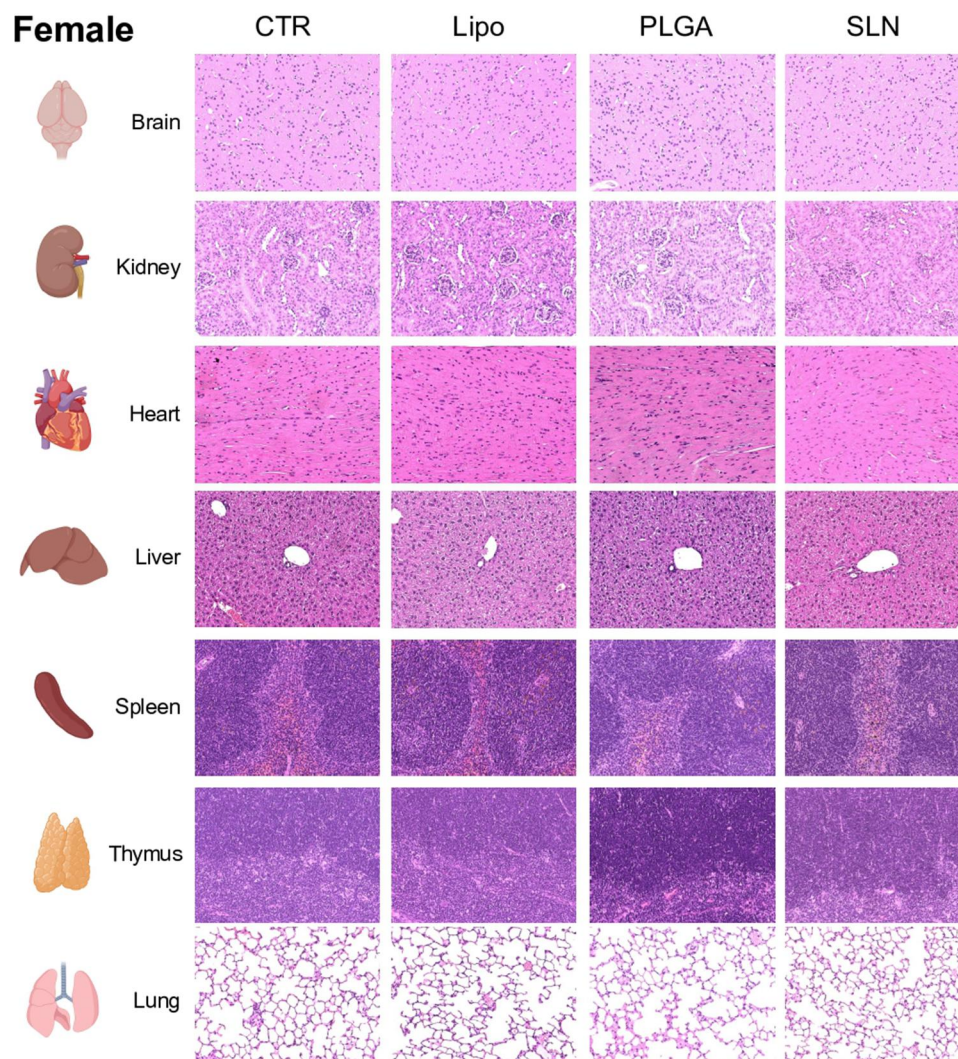 Female CTR Lipo PLGA SLN
Brain
Kidney
Heart
Liver
Spleen
Thymus
Lung